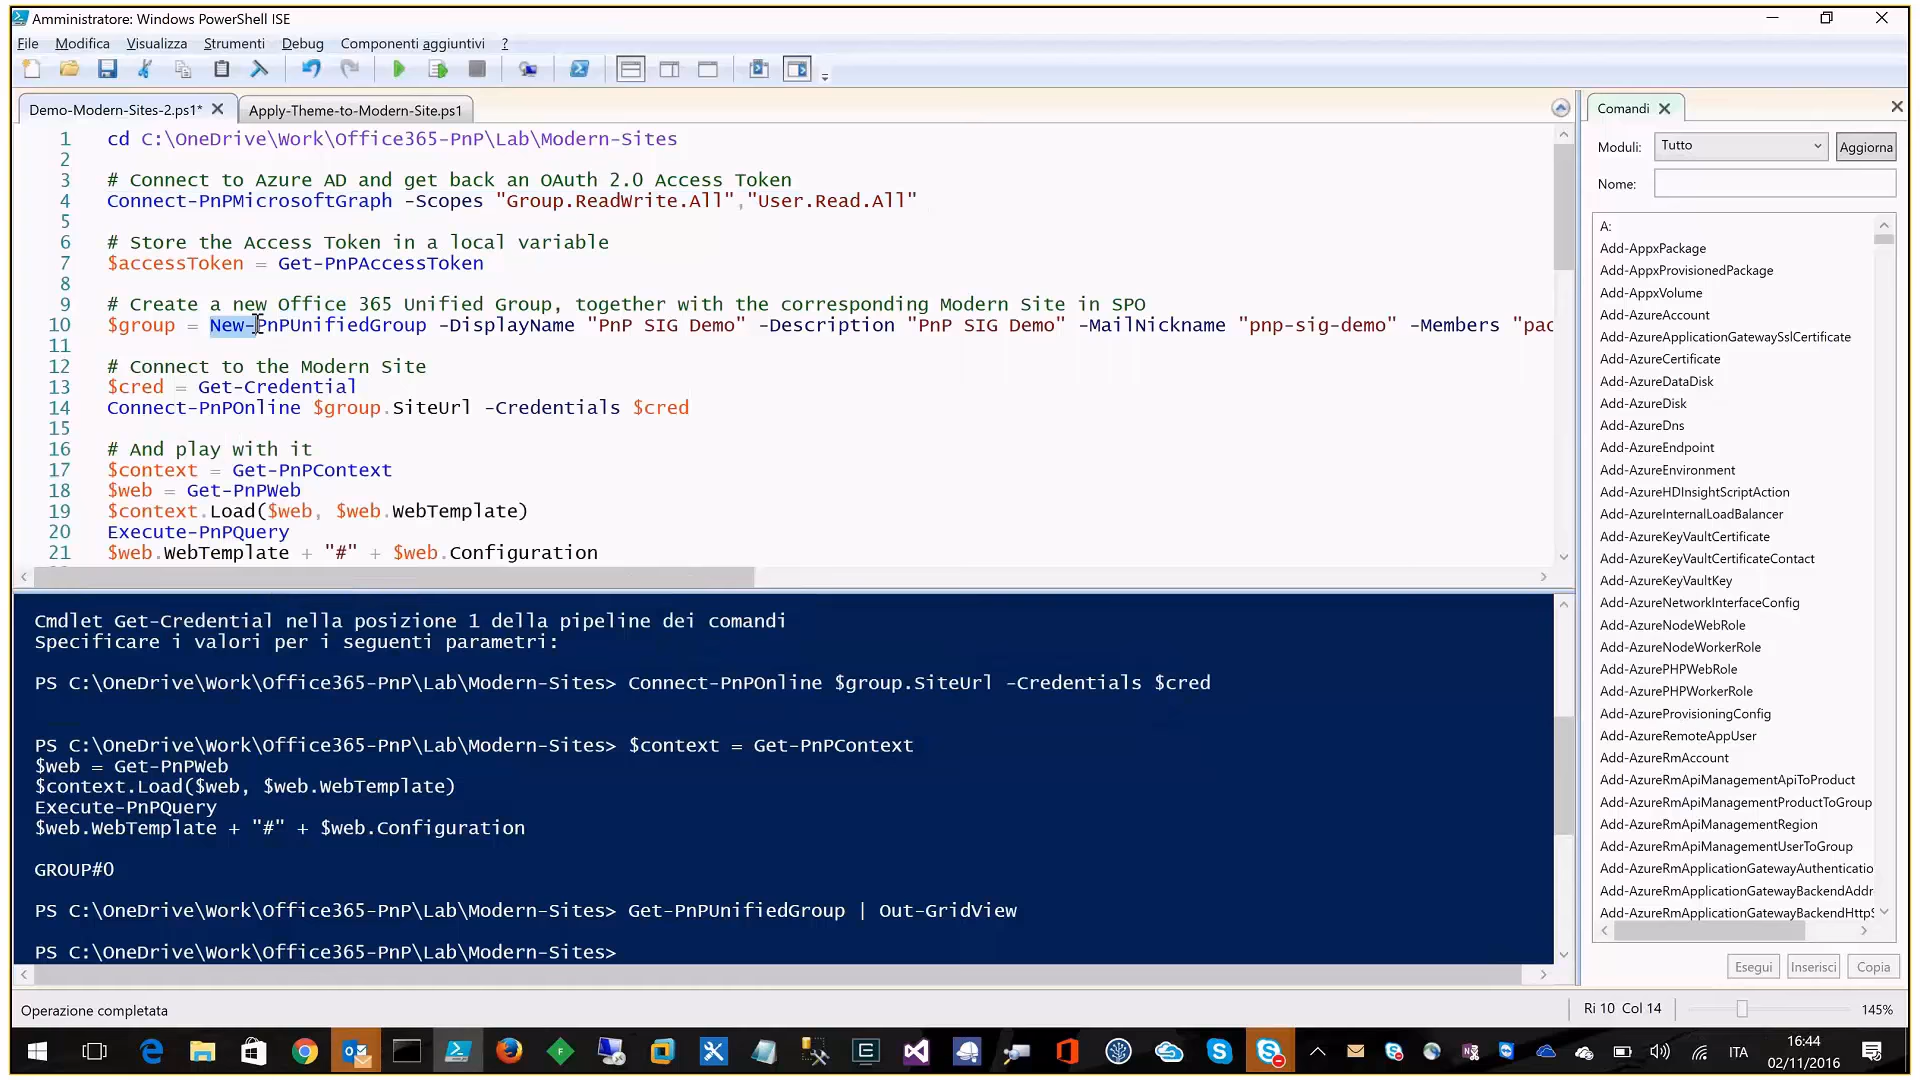 Amministratore: Windows PowerShell ISE
File Modifica Visualizza Strumenti Debug Componenti aggiuntivi ?
Demo-Modern-Sites-2.ps1* Apply-Theme-to-Modern-Site.ps1
1 cd C:\OneDrive\Work\Office365-PnP\Lab\Modern-Sites
2
3 # Connect to Azure AD and get back an OAuth 2.0 Access Token
4 Connect-PnPMicrosoftGraph -Scopes "Group.ReadWrite.All","User.Read.All"
5
6 # Store the Access Token in a local variable
7 $accessToken = Get-PnPAccessToken
8
9 # Create a new Office 365 Unified Group, together with the corresponding Modern Site in SPO
10 $group = New-PnPUnifiedGroup -DisplayName "PnP SIG Demo" -Description "PnP SIG Demo" -MailNickname "pnp-sig-demo" -Members "pac
11
12 # Connect to the Modern Site
13 $cred = Get-Credential
14 Connect-PnPOnline $group.SiteUrl -Credentials $cred
15
16 # And play with it
17 $context = Get-PnPContext
18 $web = Get-PnPWeb
19 $context.Load($web, $web.WebTemplate)
20 Execute-PnPQuery
21 $web.WebTemplate + "#" + $web.Configuration
Cmdlet Get-Credential nella posizione 1 della pipeline dei comandi
Specificare i valori per i seguenti parametri:
PS C:\OneDrive\Work\Office365-PnP\Lab\Modern-Sites> Connect-PnPOnline $group.SiteUrl -Credentials $cred
PS C:\OneDrive\Work\Office365-PnP\Lab\Modern-Sites> $context = Get-PnPContext
$web = Get-PnPWeb
$context.Load($web, $web.WebTemplate)
Execute-PnPQuery
$web.WebTemplate + "#" + $web.Configuration
GROUP#0
PS C:\OneDrive\Work\Office365-PnP\Lab\Modern-Sites> Get-PnPUnifiedGroup | Out-GridView
PS C:\OneDrive\Work\Office365-PnP\Lab\Modern-Sites>
Comandi
Moduli: Tutto Aggiorna
Nome:
A:
Add-AppxPackage
Add-AppxProvisionedPackage
Add-AppxVolume
Add-AzureAccount
Add-AzureApplicationGatewaySslCertificate
Add-AzureCertificate
Add-AzureDataDisk
Add-AzureDisk
Add-AzureDns
Add-AzureEndpoint
Add-AzureEnvironment
Add-AzureHDInsightScriptAction
Add-AzureInternalLoadBalancer
Add-AzureKeyVaultCertificate
Add-AzureKeyVaultCertificateContact
Add-AzureKeyVaultKey
Add-AzureNetworkInterfaceConfig
Add-AzureNodeWebRole
Add-AzureNodeWorkerRole
Add-AzurePHPWebRole
Add-AzurePHPWorkerRole
Add-AzureProvisioningConfig
Add-AzureRemoteAppUser
Add-AzureRmAccount
Add-AzureRmApiManagementApiToProduct
Add-AzureRmApiManagementProductToGroup
Add-AzureRmApiManagementRegion
Add-AzureRmApiManagementUserToGroup
Add-AzureRmApplicationGatewayAuthenticatio
Add-AzureRmApplicationGatewayBackendAddr
Add-AzureRmApplicationGatewayBackendHttpS
Esegui Inserisci Copia
Operazione completata
Ri 10 Col 14 145%
ITA
16:44
02/11/2016